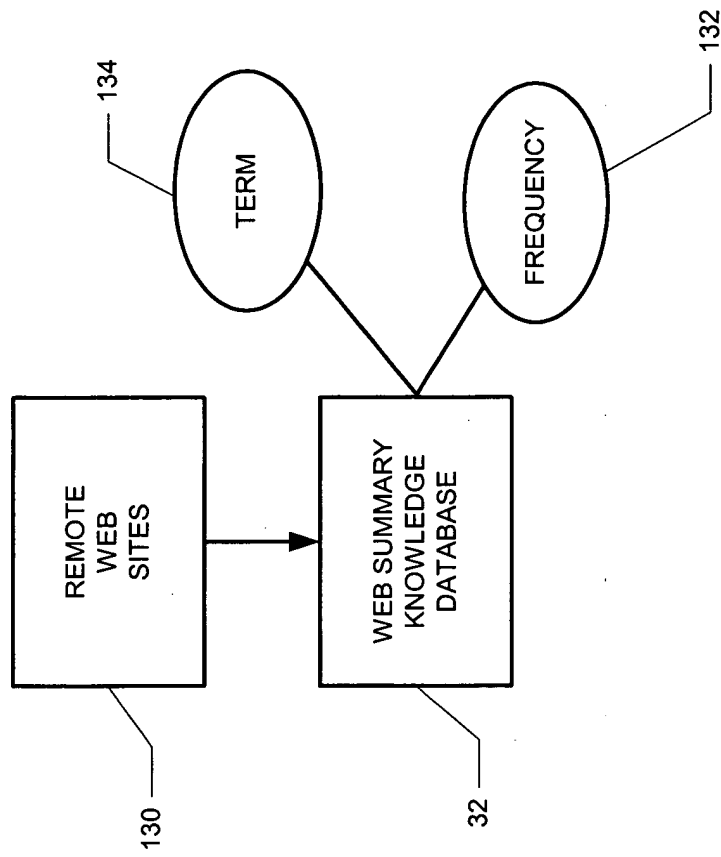 REMOTE
WEB
SITES
130
WEB SUMMARY
KNOWLEDGE
DATABASE
32
TERM
134
FREQUENCY
132